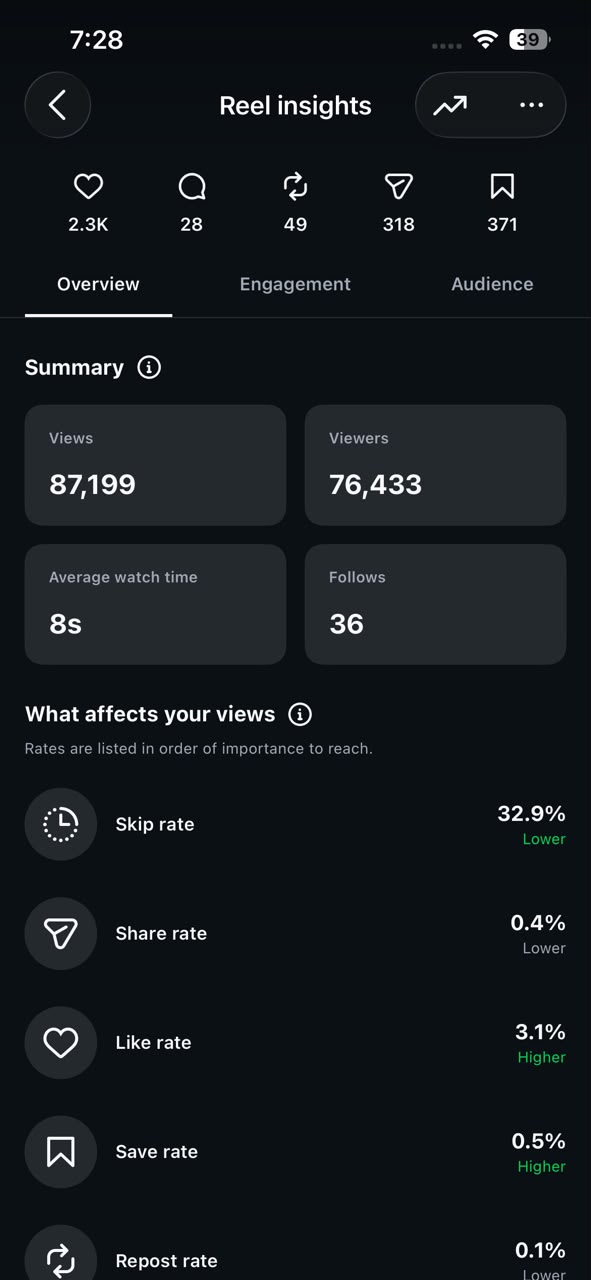 7:28
39
Reel insights
2.3K 28 49 318 371
Overview Engagement Audience
Summary
Views Viewers
87,199 76,433
Average watch time Follows
8s 36
What affects your views
Rates are listed in order of importance to reach.
Skip rate 32.9%
Lower
Share rate 0.4%
Lower
Like rate 3.1%
Higher
Save rate 0.5%
Higher
Repost rate 0.1%
Lower